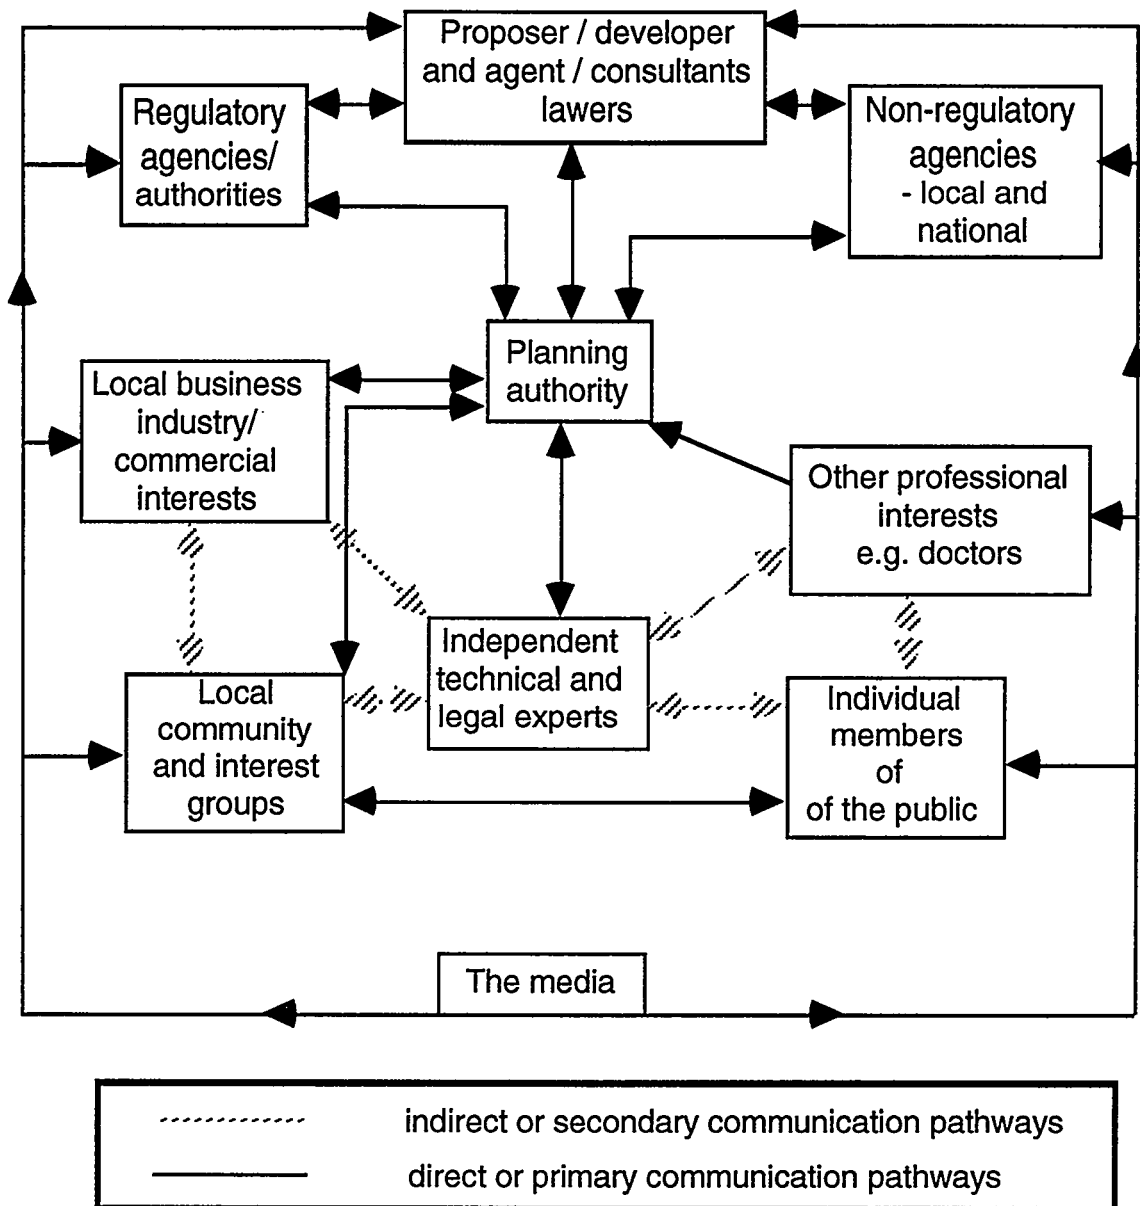 Proposer / developer
and agent / consultants
lawers
Regulatory
agencies/
authorities
Non-regulatory
agencies
- local and
national
Planning
authority
Local business
industry/
commercial
interests
Other professional
interests
e.g. doctors
Independent
technical and
legal experts
Local
community
and interest
groups
Individual
members
of
of the public
The media
indirect or secondary communication pathways
direct or primary communication pathways